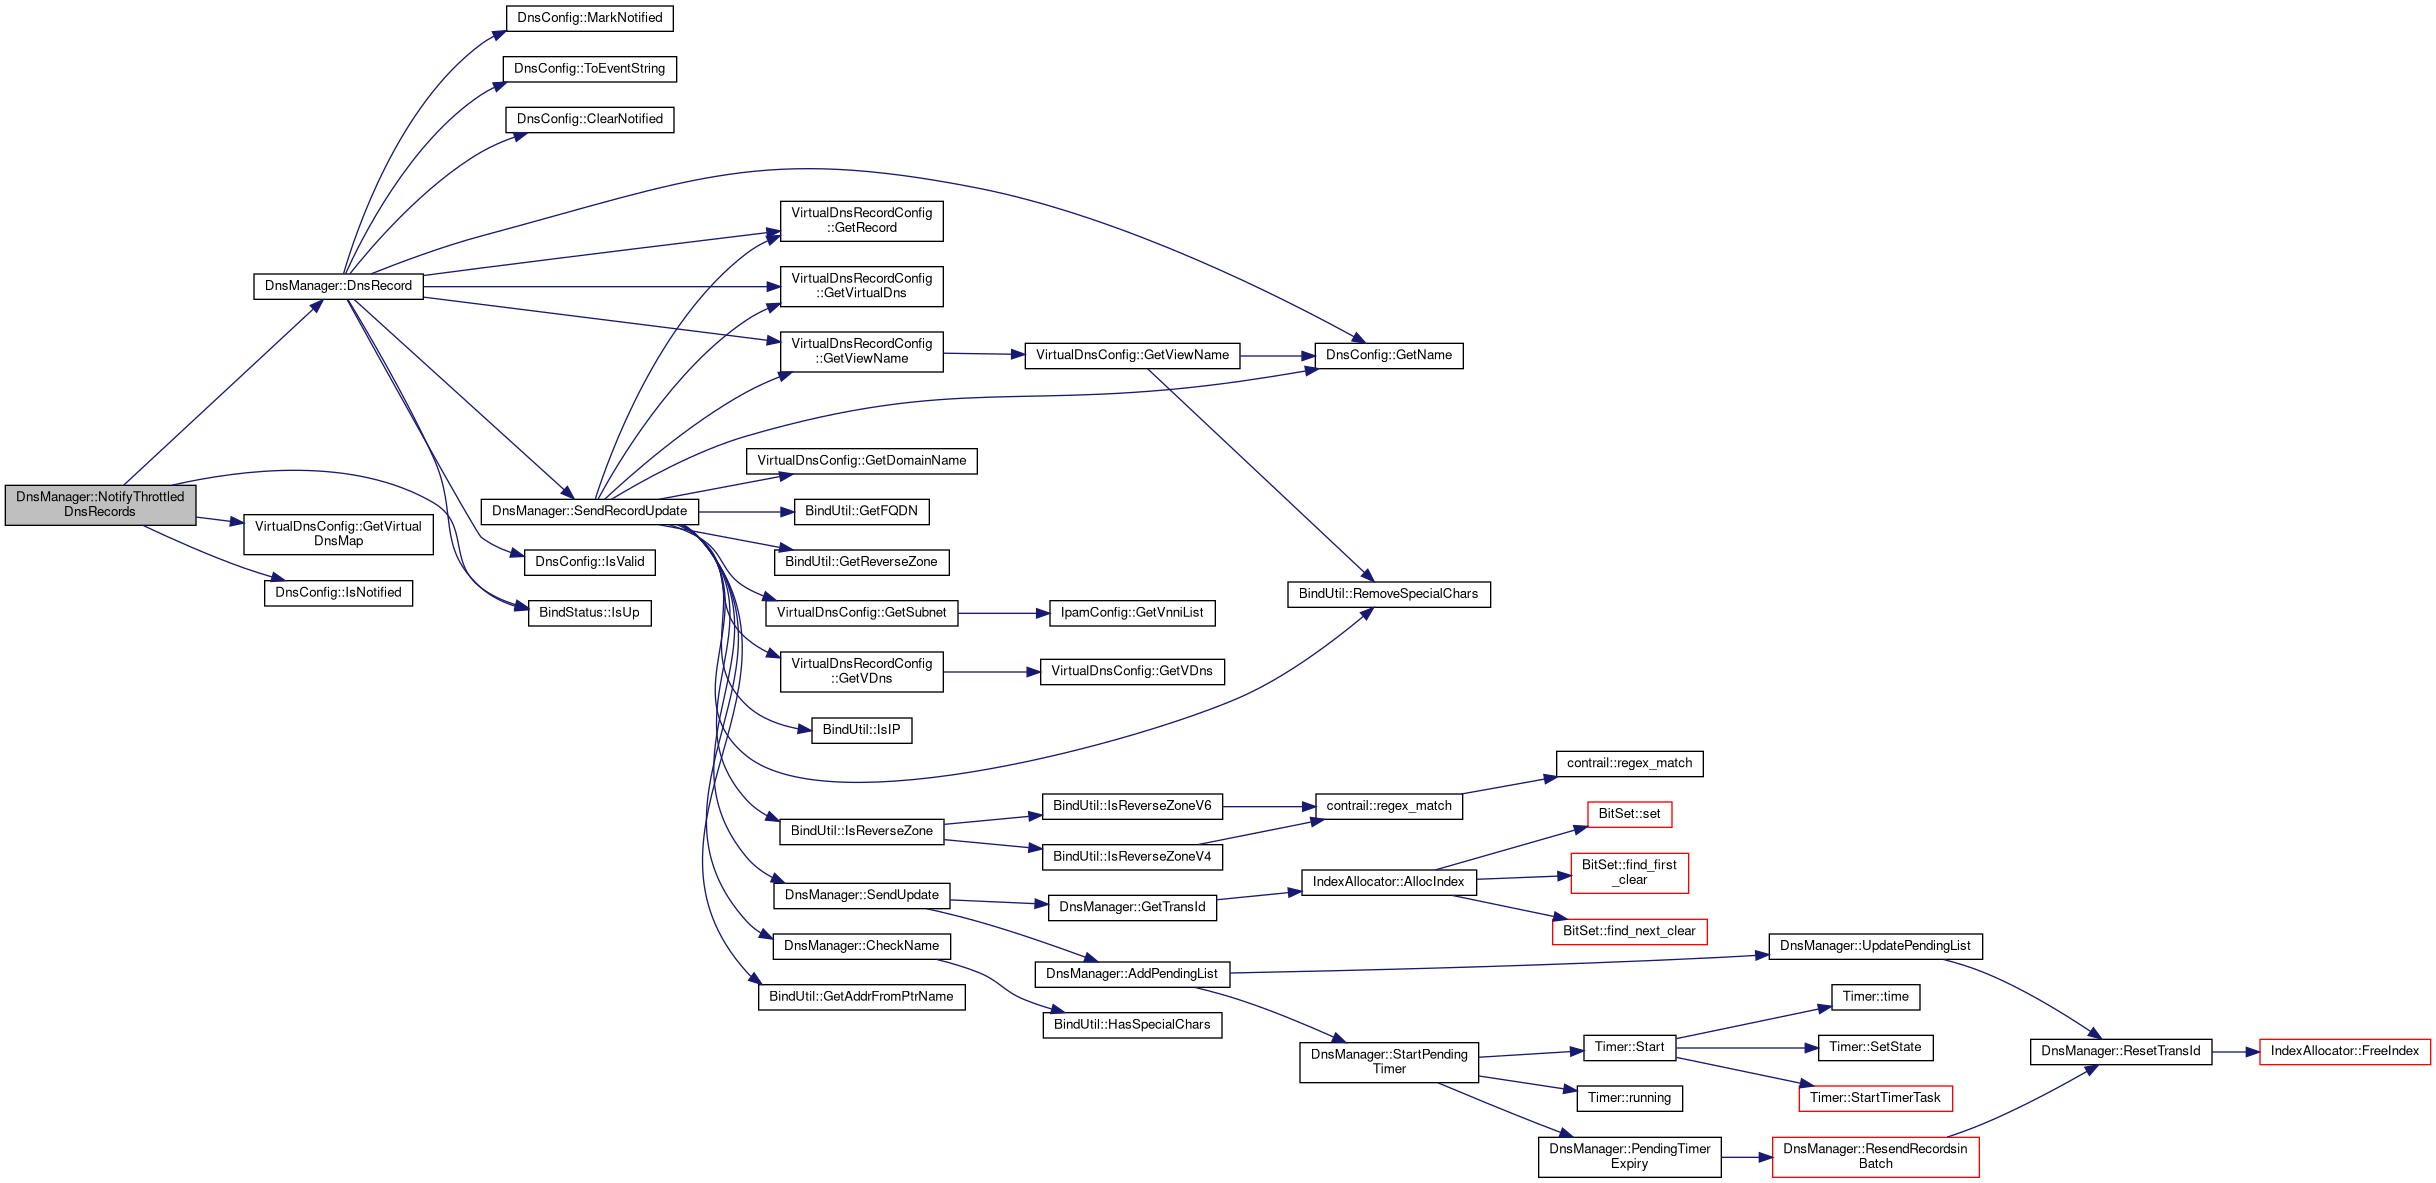 DnsConfig::MarkNotified
DnsConfig::ToEventString
DnsConfig::ClearNotified
VirtualDnsRecordConfig
::GetRecord
DnsManager::DnsRecord
VirtualDnsRecordConfig
::GetVirtualDns
VirtualDnsRecordConfig
::GetViewName
VirtualDnsConfig::GetViewName
DnsConfig::GetName
VirtualDnsConfig::GetDomainName
DnsManager::NotifyThrottled
DnsRecords
DnsManager::SendRecordUpdate
BindUtil::GetFQDN
VirtualDnsConfig::GetVirtual
DnsMap
DnsConfig::IsValid
BindUtil::GetReverseZone
DnsConfig::IsNotified
BindUtil::RemoveSpecialChars
BindStatus::IsUp
VirtualDnsConfig::GetSubnet
IpamConfig::GetVnniList
VirtualDnsRecordConfig
::GetVDns
VirtualDnsConfig::GetVDns
BindUtil::IsIP
contrail::regex_match
BindUtil::IsReverseZoneV6
contrail::regex_match
BitSet::set
BindUtil::IsReverseZone
BindUtil::IsReverseZoneV4
BitSet::find_first
_clear
IndexAllocator::AllocIndex
DnsManager::SendUpdate
DnsManager::GetTransId
BitSet::find_next_clear
DnsManager::CheckName
DnsManager::UpdatePendingList
DnsManager::AddPendingList
BindUtil::GetAddrFromPtrName
Timer::time
BindUtil::HasSpecialChars
DnsManager::StartPending
Timer
Timer::Start
Timer::SetState
DnsManager::ResetTransId
IndexAllocator::FreeIndex
Timer::running
Timer::StartTimerTask
DnsManager::PendingTimer
Expiry
DnsManager::ResendRecordsin
Batch